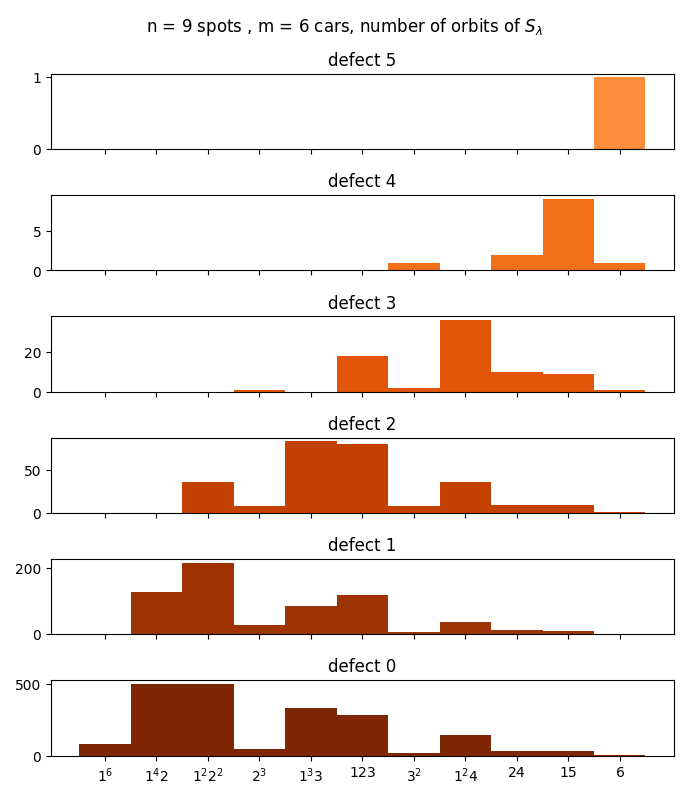 n = 9 spots , m = 6 cars, number of orbits of $S_\lambda$
defect 5
1
0
defect 4
5
0
defect 3
20
0
defect 2
50
0
defect 1
200
0
defect 0
500
0
$1^6$ $1^4 2$ $1^2 2^2$ $2^3$ $1^3 3$ 123 $3^2$ $1^2 4$ 24 15 6